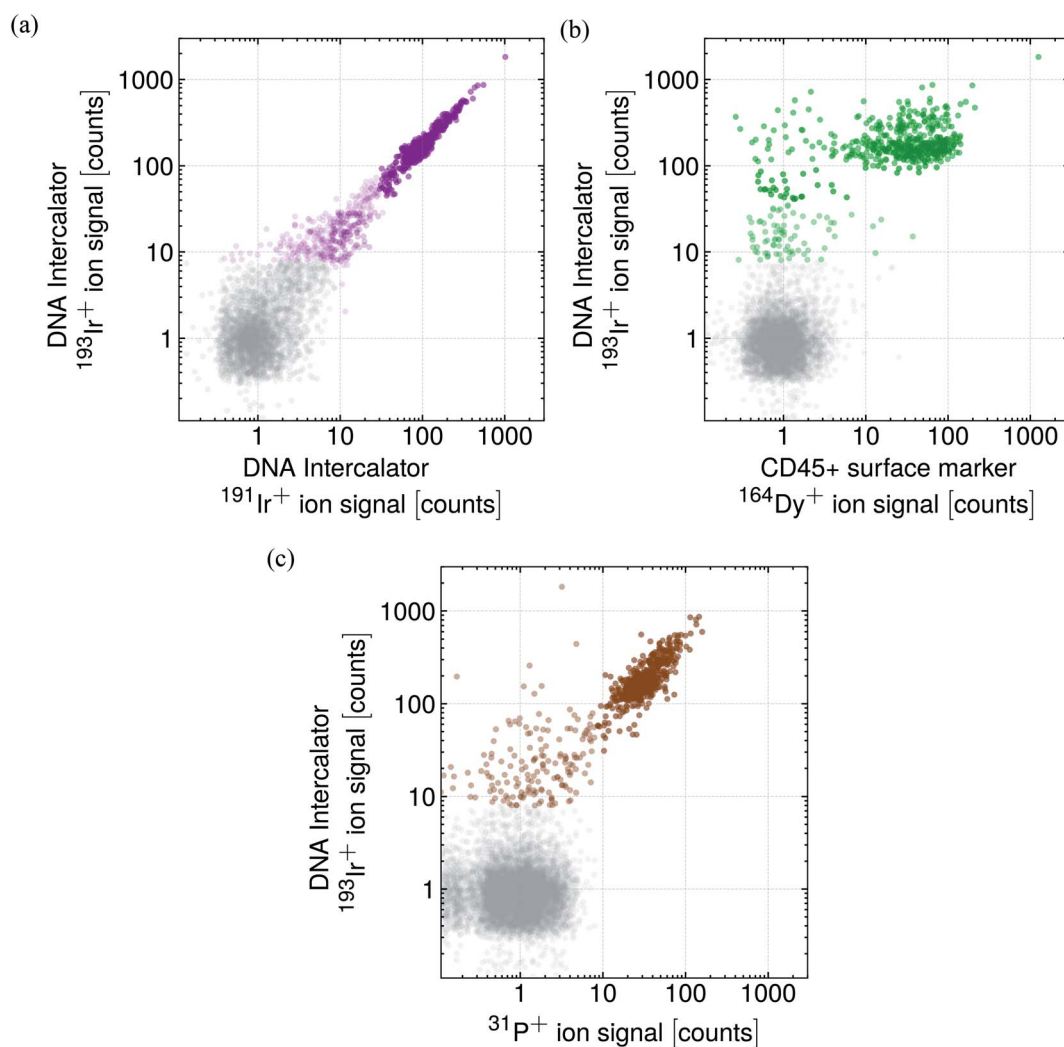 (a)
DNA Intercalator
¹⁹³Ir⁺ ion signal [counts]
1000
100
10
1
1 10 100 1000
DNA Intercalator
¹⁹¹Ir⁺ ion signal [counts]
(b)
DNA Intercalator
¹⁹³Ir⁺ ion signal [counts]
1000
100
10
1
1 10 100 1000
CD45+ surface marker
¹⁶⁴Dy⁺ ion signal [counts]
(c)
DNA Intercalator
¹⁹³Ir⁺ ion signal [counts]
1000
100
10
1
1 10 100 1000
³¹P⁺ ion signal [counts]